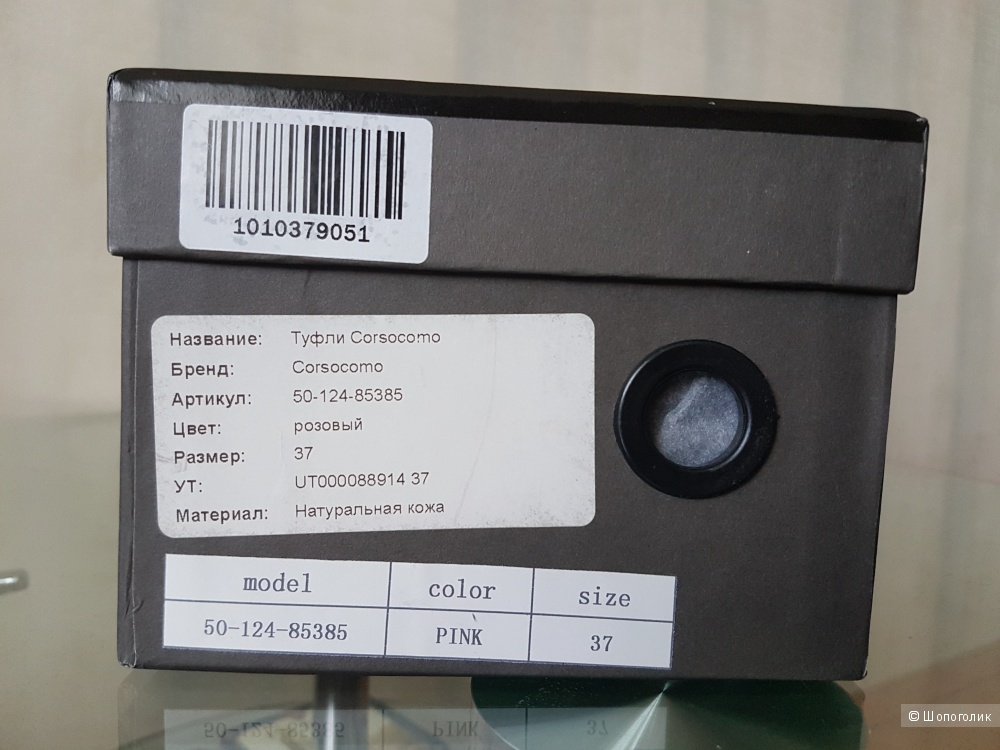 1010379051
Название: Туфли Corsocomo
Бренд: Corsocomo
Артикул: 50-124-85385
Цвет: розовый
Размер: 37
УТ: UT000088914 37
Материал: Натуральная кожа
model color size
50-124-85385 PINK 37
© Шопоголик